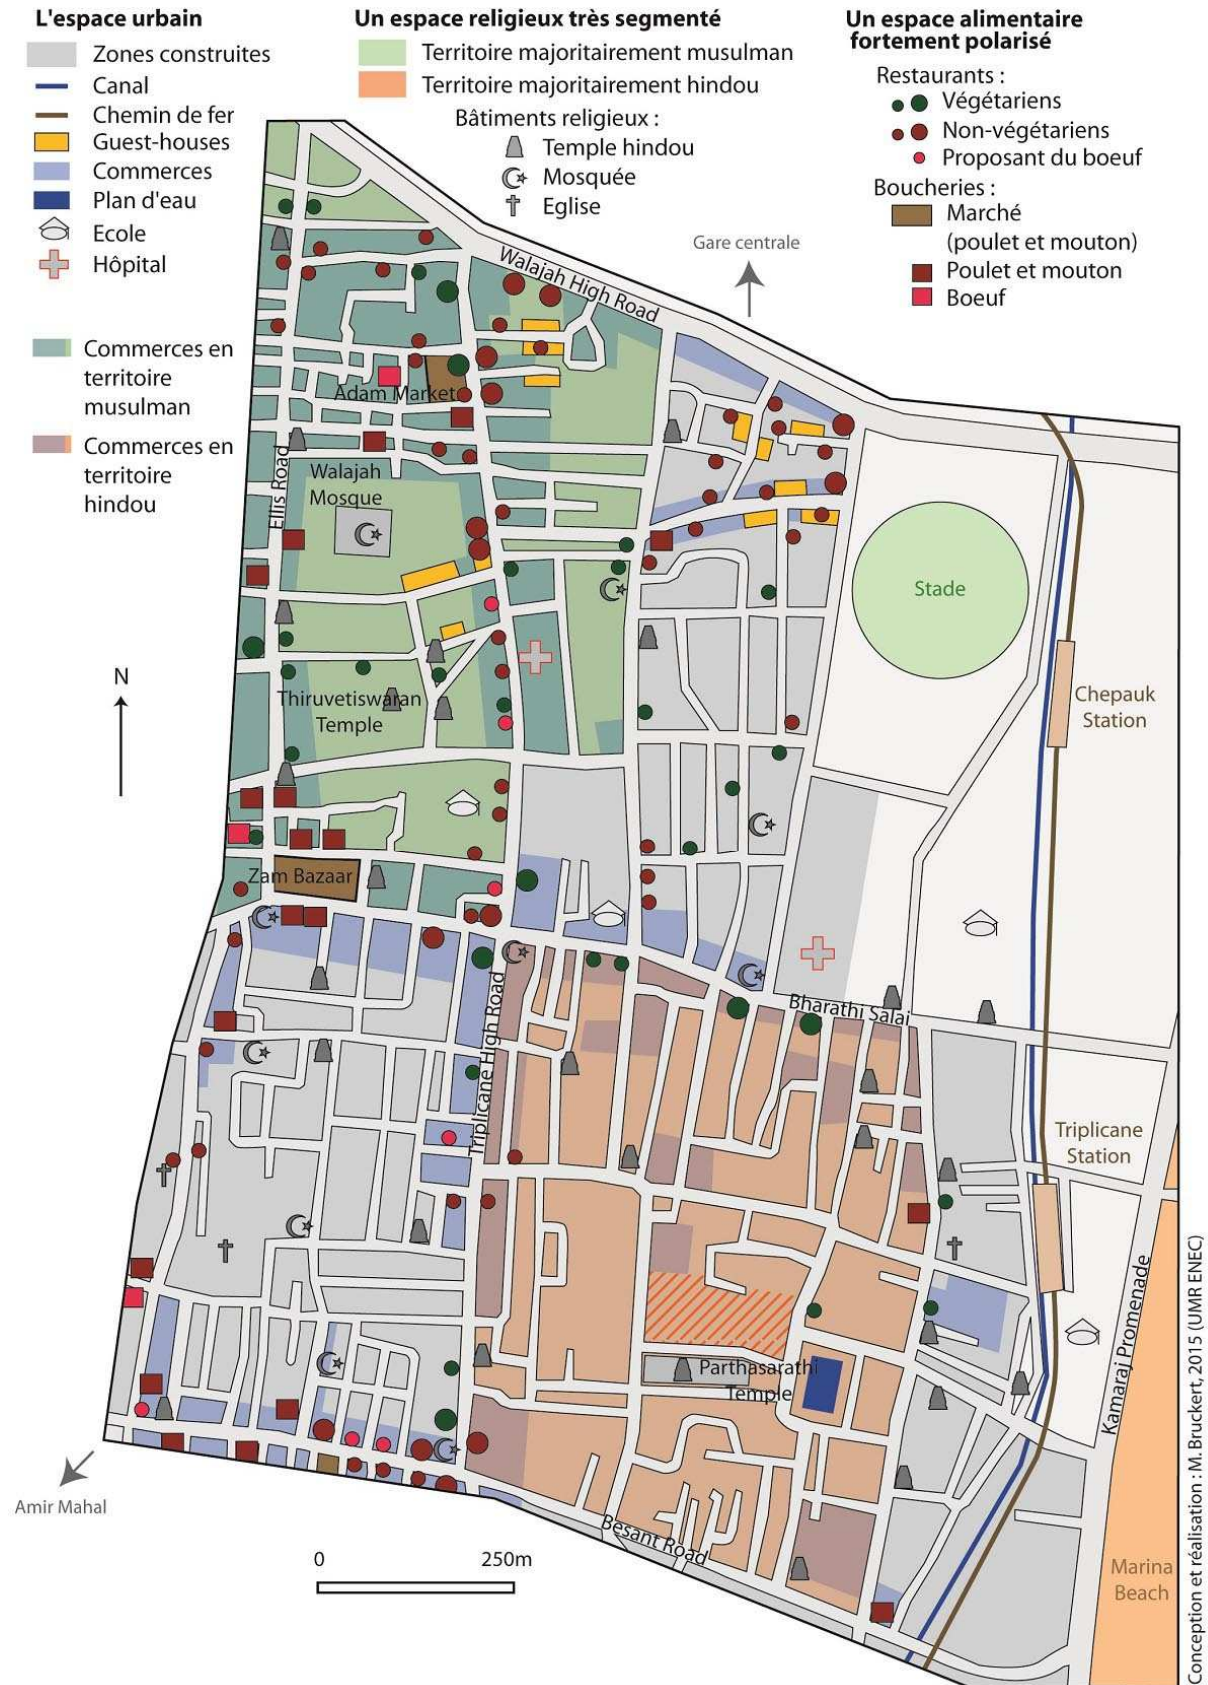 L'espace urbain
Zones construites
Canal
Chemin de fer
Guest-houses
Commerces
Plan d'eau
Ecole
Hôpital
Commerces en
territoire
musulman
Commerces en
territoire
hindou
Un espace religieux très segmenté
Territoire majoritairement musulman
Territoire majoritairement hindou
Bâtiments religieux :
Temple hindou
Mosquée
Eglise
Un espace alimentaire
fortement polarisé
Restaurants :
Végétariens
Non-végétariens
Proposant du boeuf
Boucheries :
Marché
(poulet et mouton)
Poulet et mouton
Boeuf
Gare centrale
Walajah High Road
Adam Market
Ellis Road
Walajah
Mosque
Stade
N
Thiruvetiswaran
Temple
Chepauk
Station
Zam Bazaar
Bharathi Salai
Triplicane High Road
Triplicane
Station
Kamaraj Promenade
Parthasarathi
Temple
Amir Mahal
Besant Road
0 250m
Marina
Beach
Conception et réalisation : M. Bruckert, 2015 (UMR ENEC)